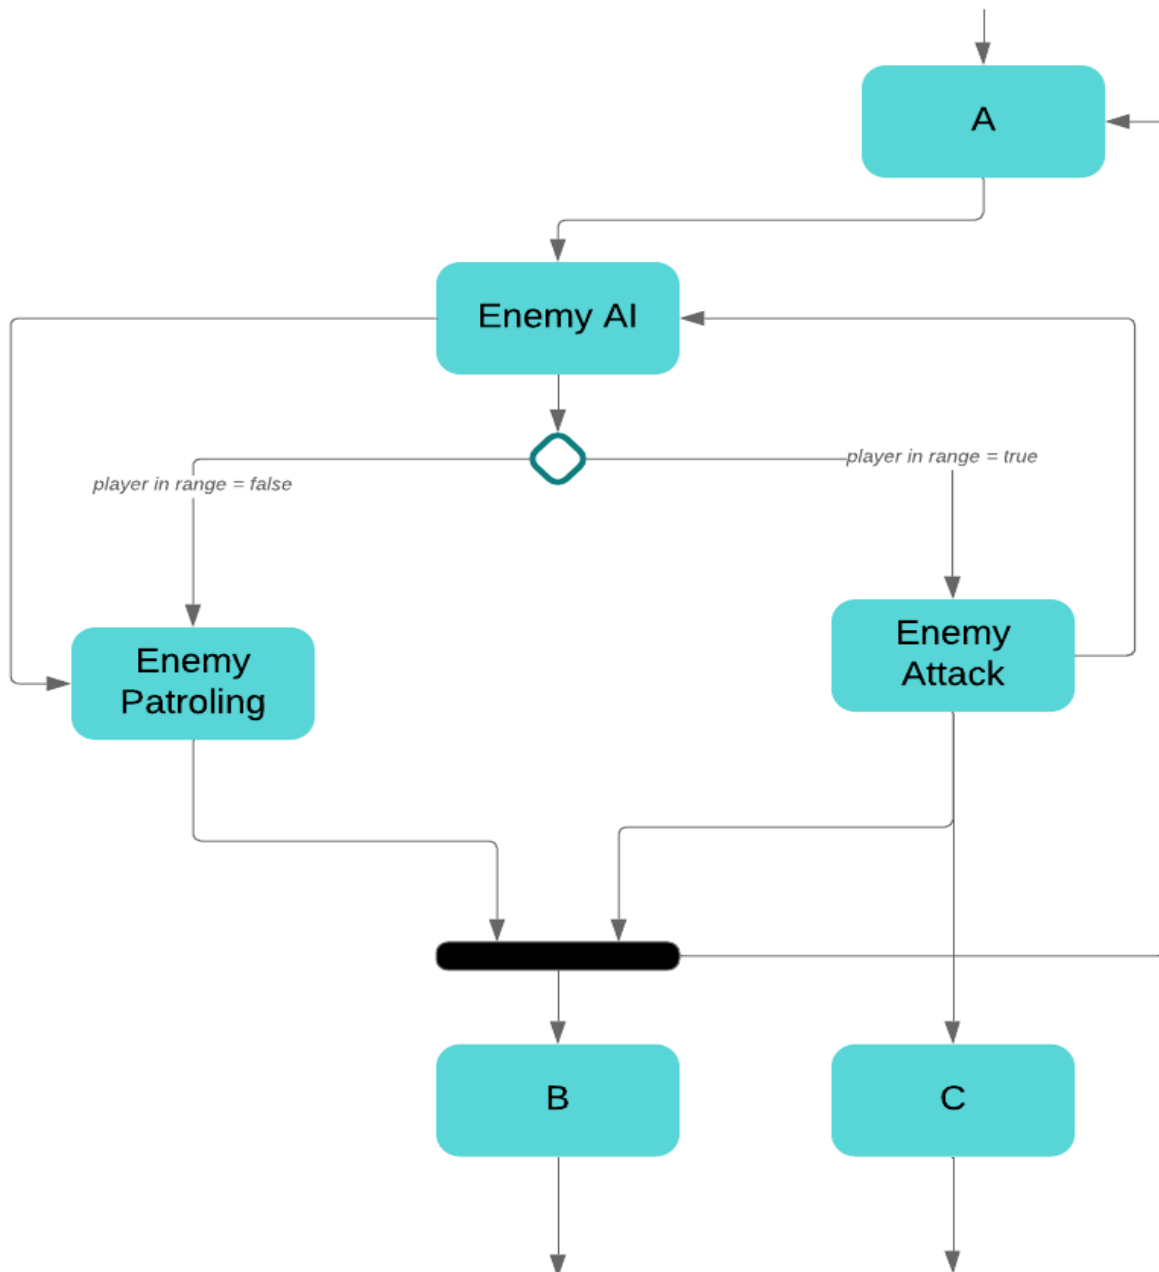 A
Enemy AI
player in range = true
player in range = false
Enemy
Patroling
Enemy
Attack
B
C